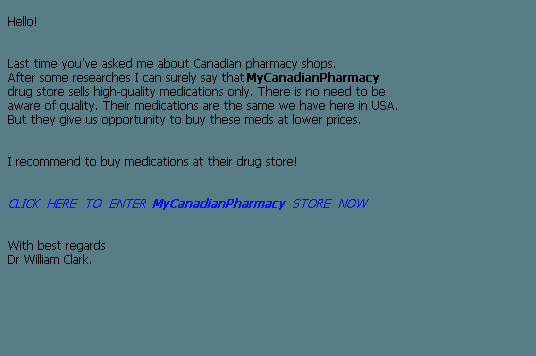 Hello!
Last time you've asked me about Canadian pharmacy shops.
After some researches I can surely say that MyCanadianPharmacy
drug store sells high-quality medications only. There is no need to be
aware of quality. Their medications are the same we have here in USA.
But they give us opportunity to buy these meds at lower prices.
I recommend to buy medications at their drug store!
CLICK HERE TO ENTER MyCanadianPharmacy STORE NOW
With best regards
Dr William Clark.